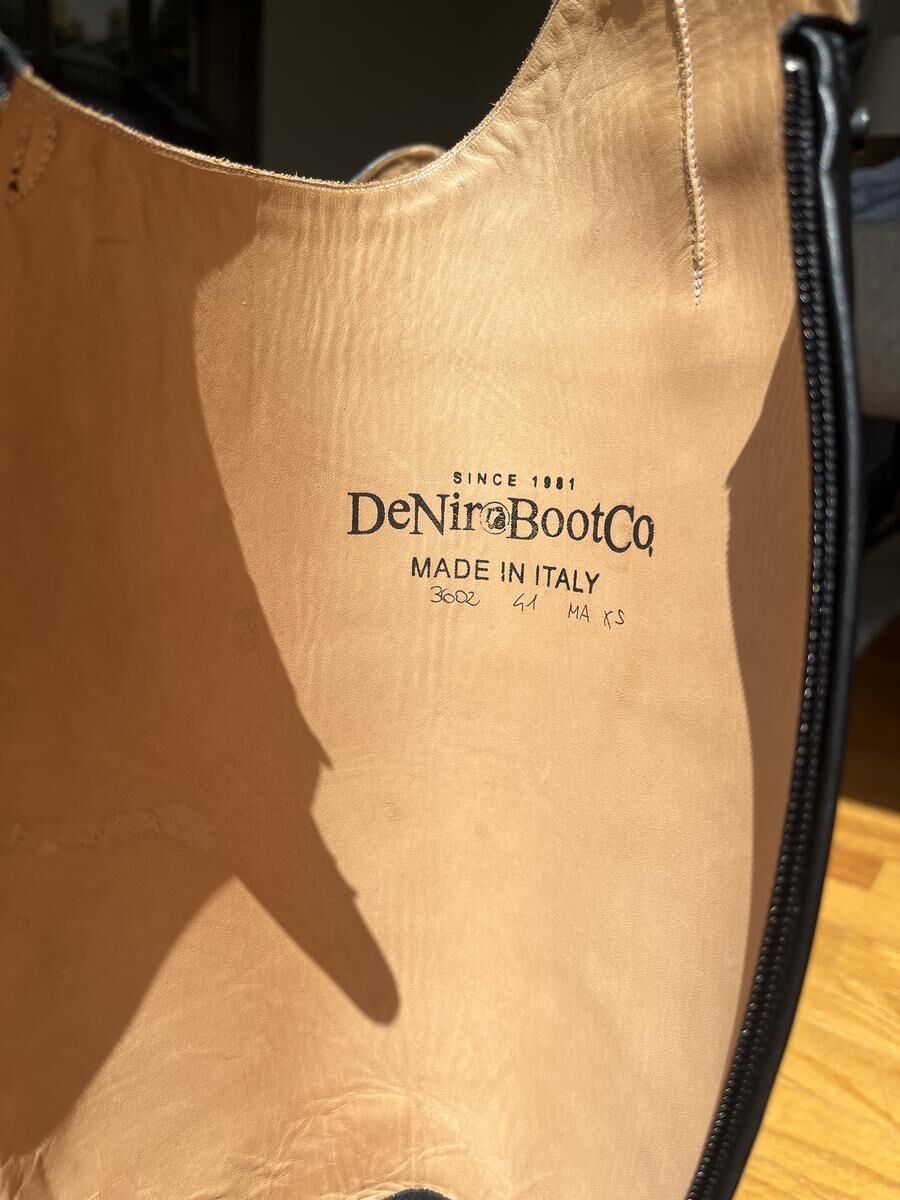 SINCE 1981
DeNiroBootCo.
MADE IN ITALY
3602 41 MA XS